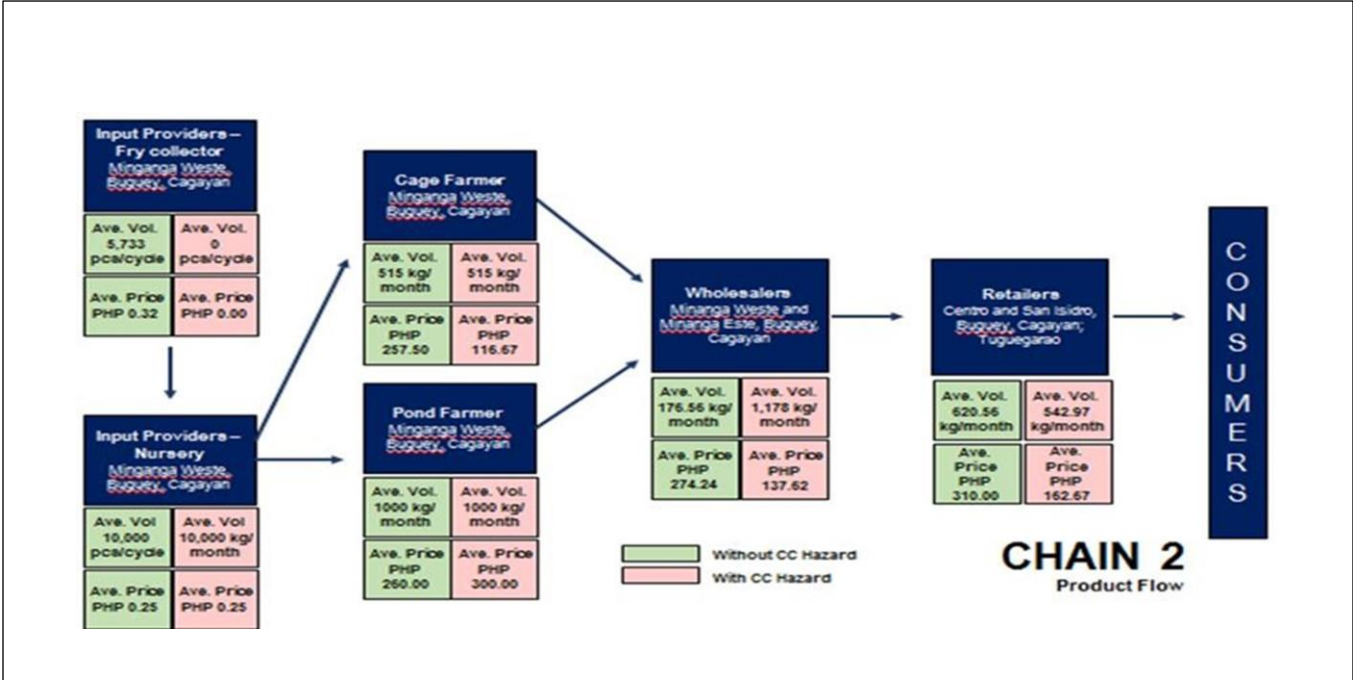 Input Providers –
Fry collector
Minganga Weste,
Buguey, Cagayan
Ave. Vol.
5,733
pcs/cycle
Ave. Vol.
0
pcs/cycle
Ave. Price
PHP 0.32
Ave. Price
PHP 0.00
Input Providers –
Nursery
Minganga Weste,
Buguey, Cagayan
Ave. Vol
10,000
pcs/cycle
Ave. Vol
10,000 kg/
month
Ave. Price
PHP 0.25
Ave. Price
PHP 0.25
Cage Farmer
Minganga Weste,
Buguey, Cagayan
Ave. Vol.
515 kg/
month
Ave. Vol.
515 kg/
month
Ave. Price
PHP
257.50
Ave. Price
PHP
116.67
Pond Farmer
Minganga Weste,
Buguey, Cagayan
Ave. Vol.
1000 kg/
month
Ave. Vol.
1000 kg/
month
Ave. Price
PHP
260.00
Ave. Price
PHP
300.00
Wholesalers
Minanga Weste and
Minanga Este, Buguey,
Cagayan
Ave. Vol.
176.56 kg/
month
Ave. Vol.
1,178 kg/
month
Ave. Price
PHP
274.24
Ave. Price
PHP
137.62
Retailers
Centro and San Isidro,
Buguey, Cagayan;
Tuguegarao
Ave. Vol.
620.56
kg/month
Ave. Vol.
542.97
kg/month
Ave.
Price
PHP
310.00
Ave.
Price
PHP
162.67
CONSUMERS
Without CC Hazard
With CC Hazard
CHAIN 2
Product Flow